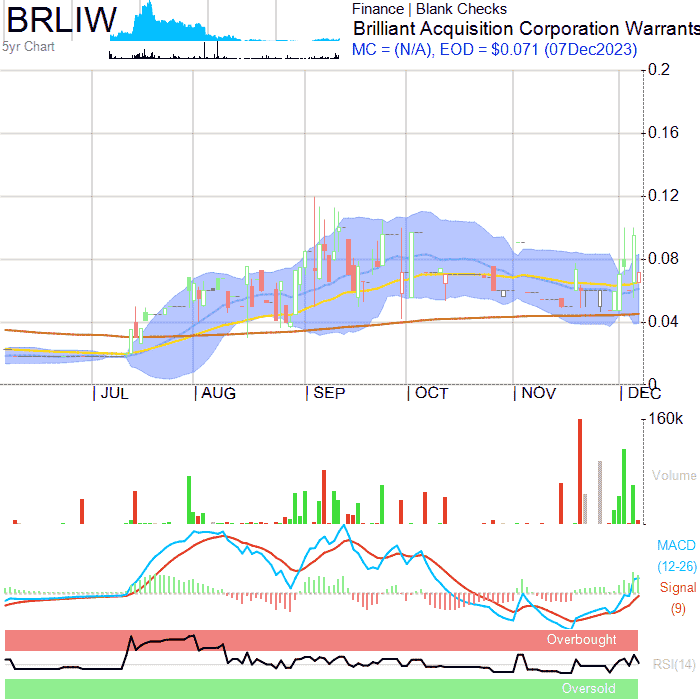 BRLIW
5yr Chart
Finance | Blank Checks
Brilliant Acquisition Corporation Warrants
MC = (N/A), EOD = $0.071 (07Dec2023)
0.2
0.16
0.12
0.08
0.04
0
JUL
AUG
SEP
OCT
NOV
DEC
160k
Volume
MACD
(12-26)
Signal
(9)
Overbought
RSI(14)
Oversold